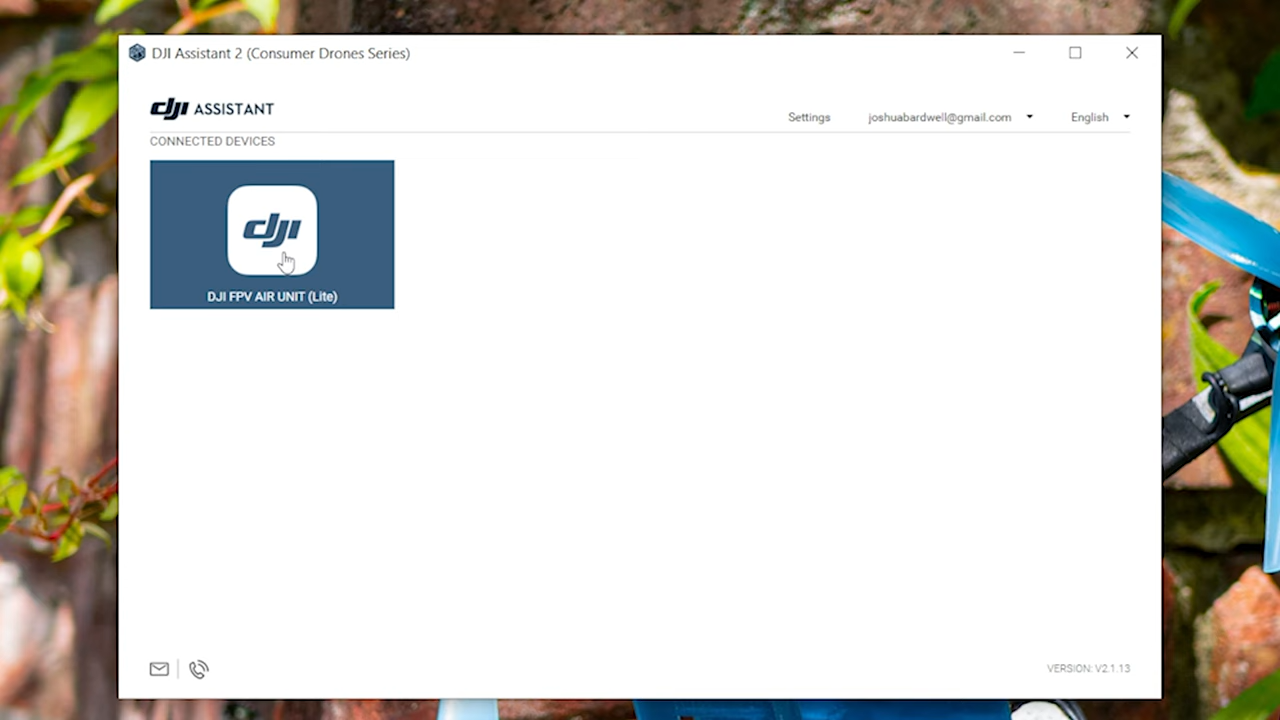 DJI Assistant 2 (Consumer Drones Series)
dji ASSISTANT
Settings joshuabardwell@gmail.com English
CONNECTED DEVICES
dji
DJI FPV AIR UNIT (Lite)
VERSION: V2.1.13